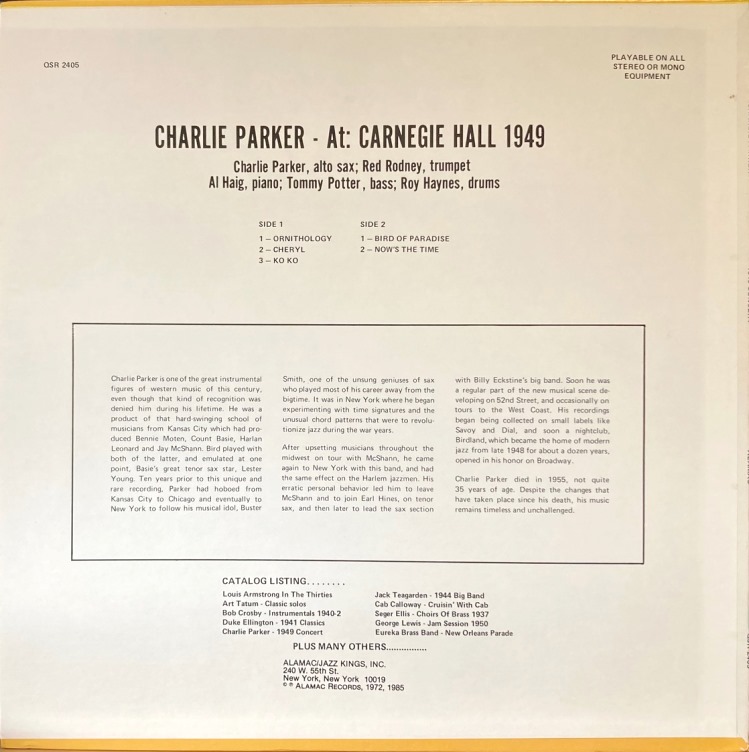 QSR 2405
PLAYABLE ON ALL
STEREO OR MONO
EQUIPMENT
CHARLIE PARKER - At: CARNEGIE HALL 1949
Charlie Parker, alto sax; Red Rodney, trumpet
Al Haig, piano; Tommy Potter, bass; Roy Haynes, drums
SIDE 1
1 – ORNITHOLOGY
2 – CHERYL
3 – KO KO
SIDE 2
1 – BIRD OF PARADISE
2 – NOW'S THE TIME
Charlie Parker is one of the great instrumental
figures of western music of this century,
even though that kind of recognition was
denied him during his lifetime. He was a
product of that hard-swinging school of
musicians from Kansas City which had pro-
duced Bennie Moten, Count Basie, Harlan
Leonard and Jay McShann. Bird played with
both of the latter, and emulated at one
point, Basie's great tenor sax star, Lester
Young. Ten years prior to this unique and
rare recording, Parker had hoboed from
Kansas City to Chicago and eventually to
New York to follow his musical idol, Buster
Smith, one of the unsung geniuses of sax
who played most of his career away from the
bigtime. It was in New York where he began
experimenting with time signatures and the
unusual chord patterns that were to revolu-
tionize jazz during the war years.
After upsetting musicians throughout the
midwest on tour with McShann, he came
again to New York with this band, and had
the same effect on the Harlem jazzmen. His
erratic personal behavior led him to leave
McShann and to join Earl Hines, on tenor
sax, and then later to lead the sax section
with Billy Eckstine's big band. Soon he was
a regular part of the new musical scene de-
veloping on 52nd Street, and occasionally on
tours to the West Coast. His recordings
began being collected on small labels like
Savoy and Dial, and soon a nightclub,
Birdland, which became the home of modern
jazz from late 1948 for about a dozen years,
opened in his honor on Broadway.
Charlie Parker died in 1955, not quite
35 years of age. Despite the changes that
have taken place since his death, his music
remains timeless and unchallenged.
CATALOG LISTING........
Louis Armstrong In The Thirties
Art Tatum - Classic solos
Bob Crosby - Instrumentals 1940-2
Duke Ellington - 1941 Classics
Charlie Parker - 1949 Concert
Jack Teagarden - 1944 Big Band
Cab Calloway - Cruisin' With Cab
Seger Ellis - Choirs Of Brass 1937
George Lewis - Jam Session 1950
Eureka Brass Band - New Orleans Parade
PLUS MANY OTHERS................
ALAMAC/JAZZ KINGS, INC.
240 W. 55th St.
New York, New York 10019
© ℗ ALAMAC RECORDS, 1972, 1985